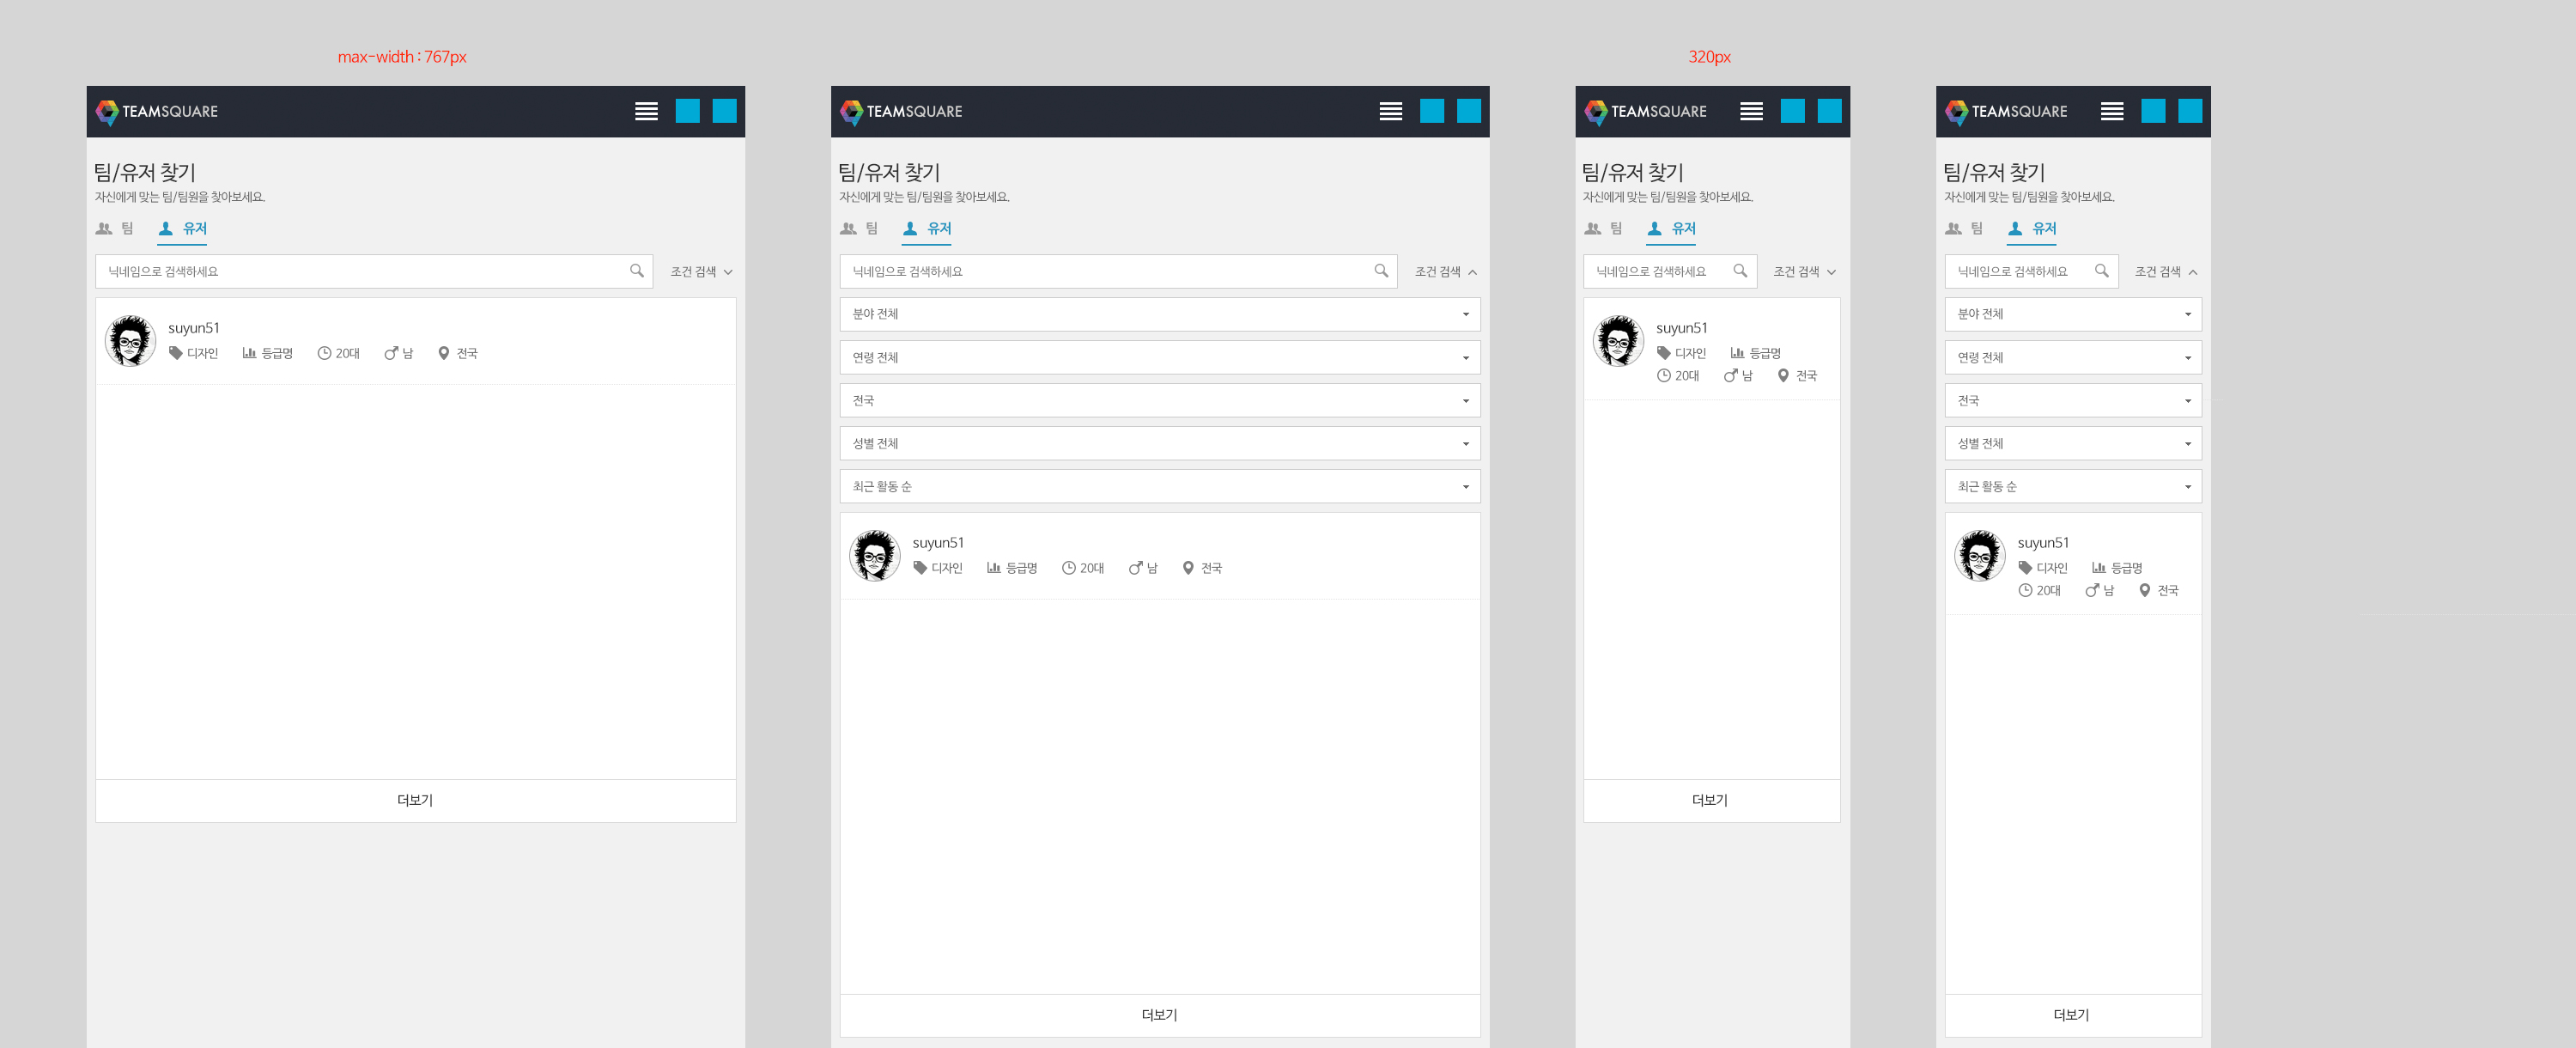 max-width : 767px
TEAMSQUARE
팀/유저 찾기
자신에게 맞는 팀/팀원을 찾아보세요.
팀 유저
닉네임으로 검색하세요 조건 검색
suyun51
디자인 등급명 20대 남 전국
더보기
TEAMSQUARE
팀/유저 찾기
자신에게 맞는 팀/팀원을 찾아보세요.
팀 유저
닉네임으로 검색하세요 조건 검색
분야 전체
연령 전체
전국
성별 전체
최근 활동 순
suyun51
디자인 등급명 20대 남 전국
더보기
320px
TEAMSQUARE
팀/유저 찾기
자신에게 맞는 팀/팀원을 찾아보세요.
팀 유저
닉네임으로 검색하세요 조건 검색
suyun51
디자인 등급명
20대 남 전국
더보기
TEAMSQUARE
팀/유저 찾기
자신에게 맞는 팀/팀원을 찾아보세요.
팀 유저
닉네임으로 검색하세요 조건 검색
분야 전체
연령 전체
전국
성별 전체
최근 활동 순
suyun51
디자인 등급명
20대 남 전국
더보기